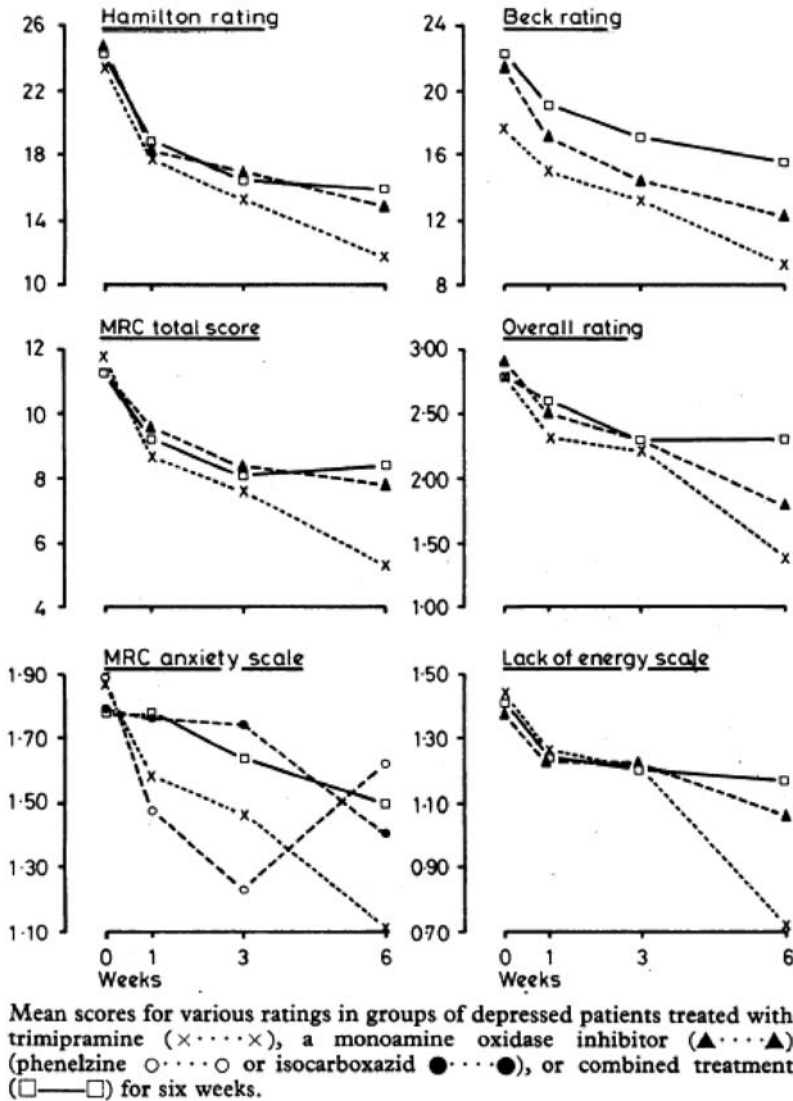 Hamilton rating
26
22
18
14
10
Beck rating
24
20
16
12
8
MRC total score
12
10
8
6
4
Overall rating
3·00
2·50
2·00
1·50
1·00
MRC anxiety scale
1·90
1·70
1·50
1·30
1·10
0 1 3 6
Weeks
Lack of energy scale
1·50
1·30
1·10
0·90
0·70
0 1 3 6
Weeks
Mean scores for various ratings in groups of depressed patients treated with
trimipramine (×·····×), a monoamine oxidase inhibitor (▲·····▲)
(phenelzine ○·····○ or isocarboxazid ●····●), or combined treatment
(□——□) for six weeks.